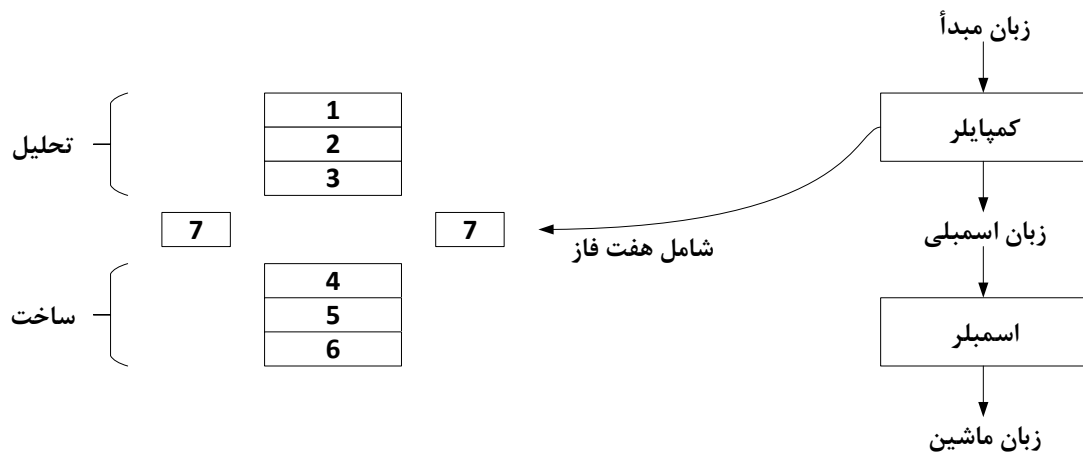 زبان مبدأ
کمپایلر
زبان اسمبلی
اسمبلر
زبان ماشین
شامل هفت فاز
تحلیل
1
2
3
7
7
ساخت
4
5
6